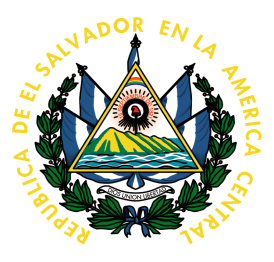 REPUBLICA DE EL SALVADOR EN LA AMERICA CENTRAL
DIOS UNION LIBERTAD